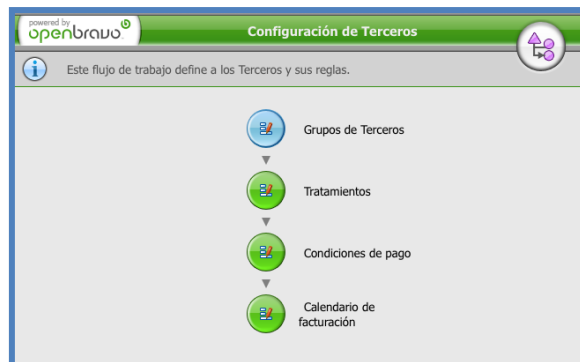 powered by
openbravo
Configuración de Terceros
Este flujo de trabajo define a los Terceros y sus reglas.
Grupos de Terceros
Tratamientos
Condiciones de pago
Calendario de
facturación